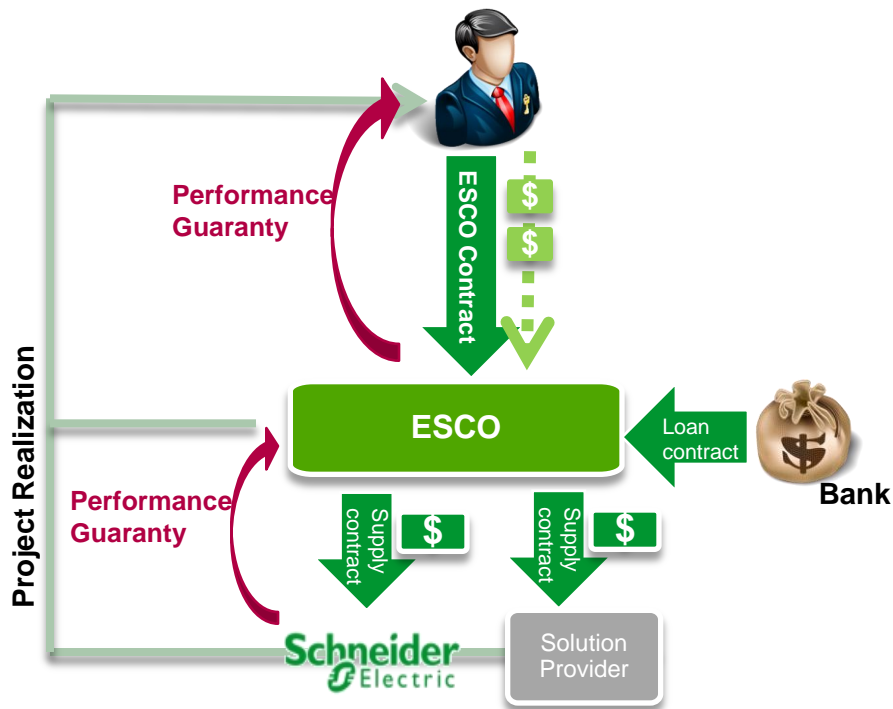 Performance
Guaranty
ESCO Contract
$
$
Project Realization
ESCO
Loan
contract
$
Bank
Performance
Guaranty
Supply
contract
$
Supply
contract
$
Schneider
Electric
Solution
Provider